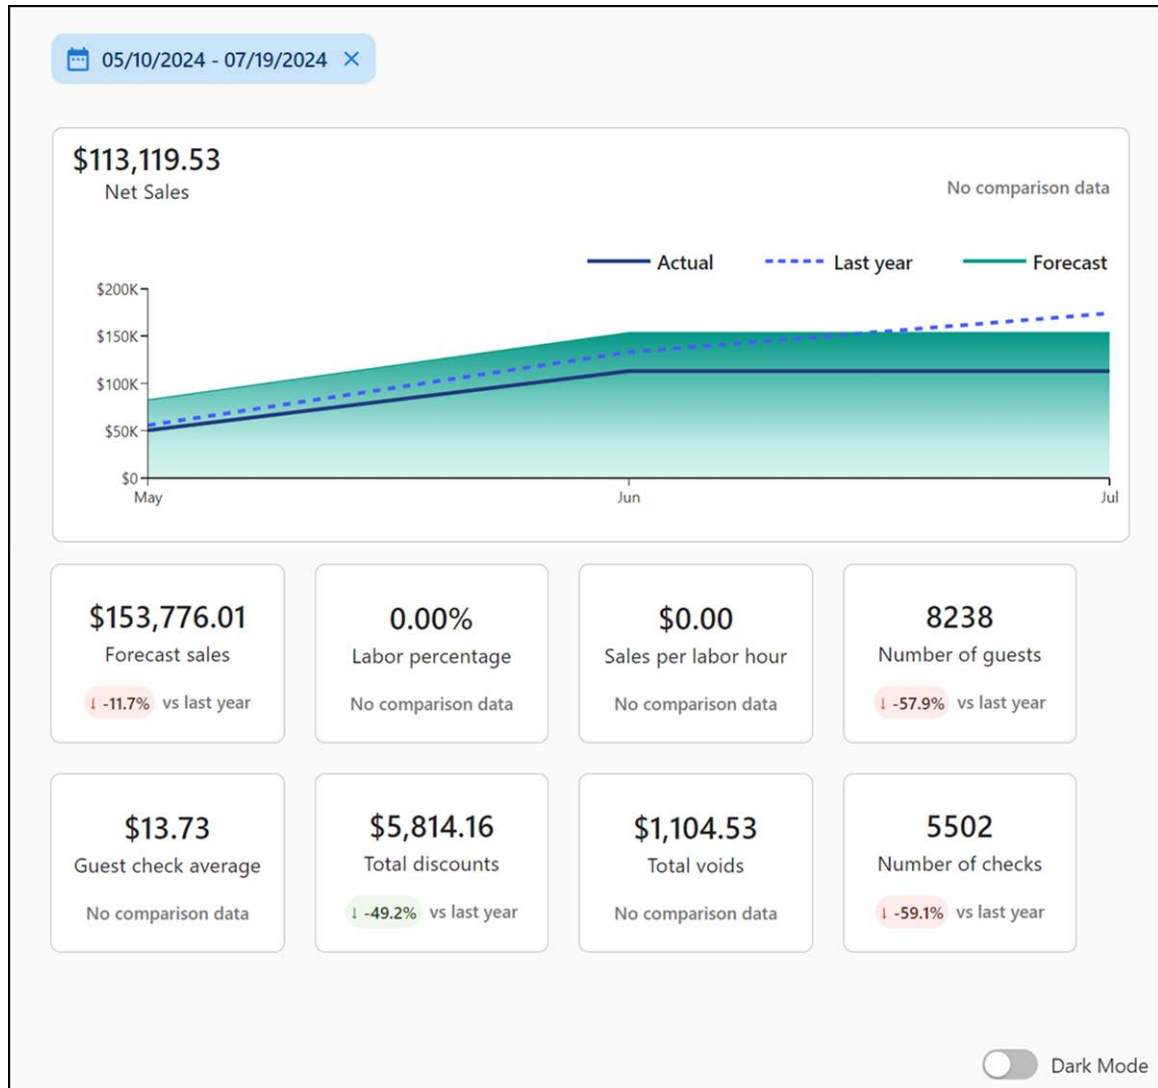 05/10/2024 - 07/19/2024
$113,119.53
Net Sales
No comparison data
Actual
Last year
Forecast
$200K
$150K
$100K
$50K
$0
May
Jun
Jul
$153,776.01
Forecast sales
↓ -11.7% vs last year
0.00%
Labor percentage
No comparison data
$0.00
Sales per labor hour
No comparison data
8238
Number of guests
↓ -57.9% vs last year
$13.73
Guest check average
No comparison data
$5,814.16
Total discounts
↓ -49.2% vs last year
$1,104.53
Total voids
No comparison data
5502
Number of checks
↓ -59.1% vs last year
Dark Mode